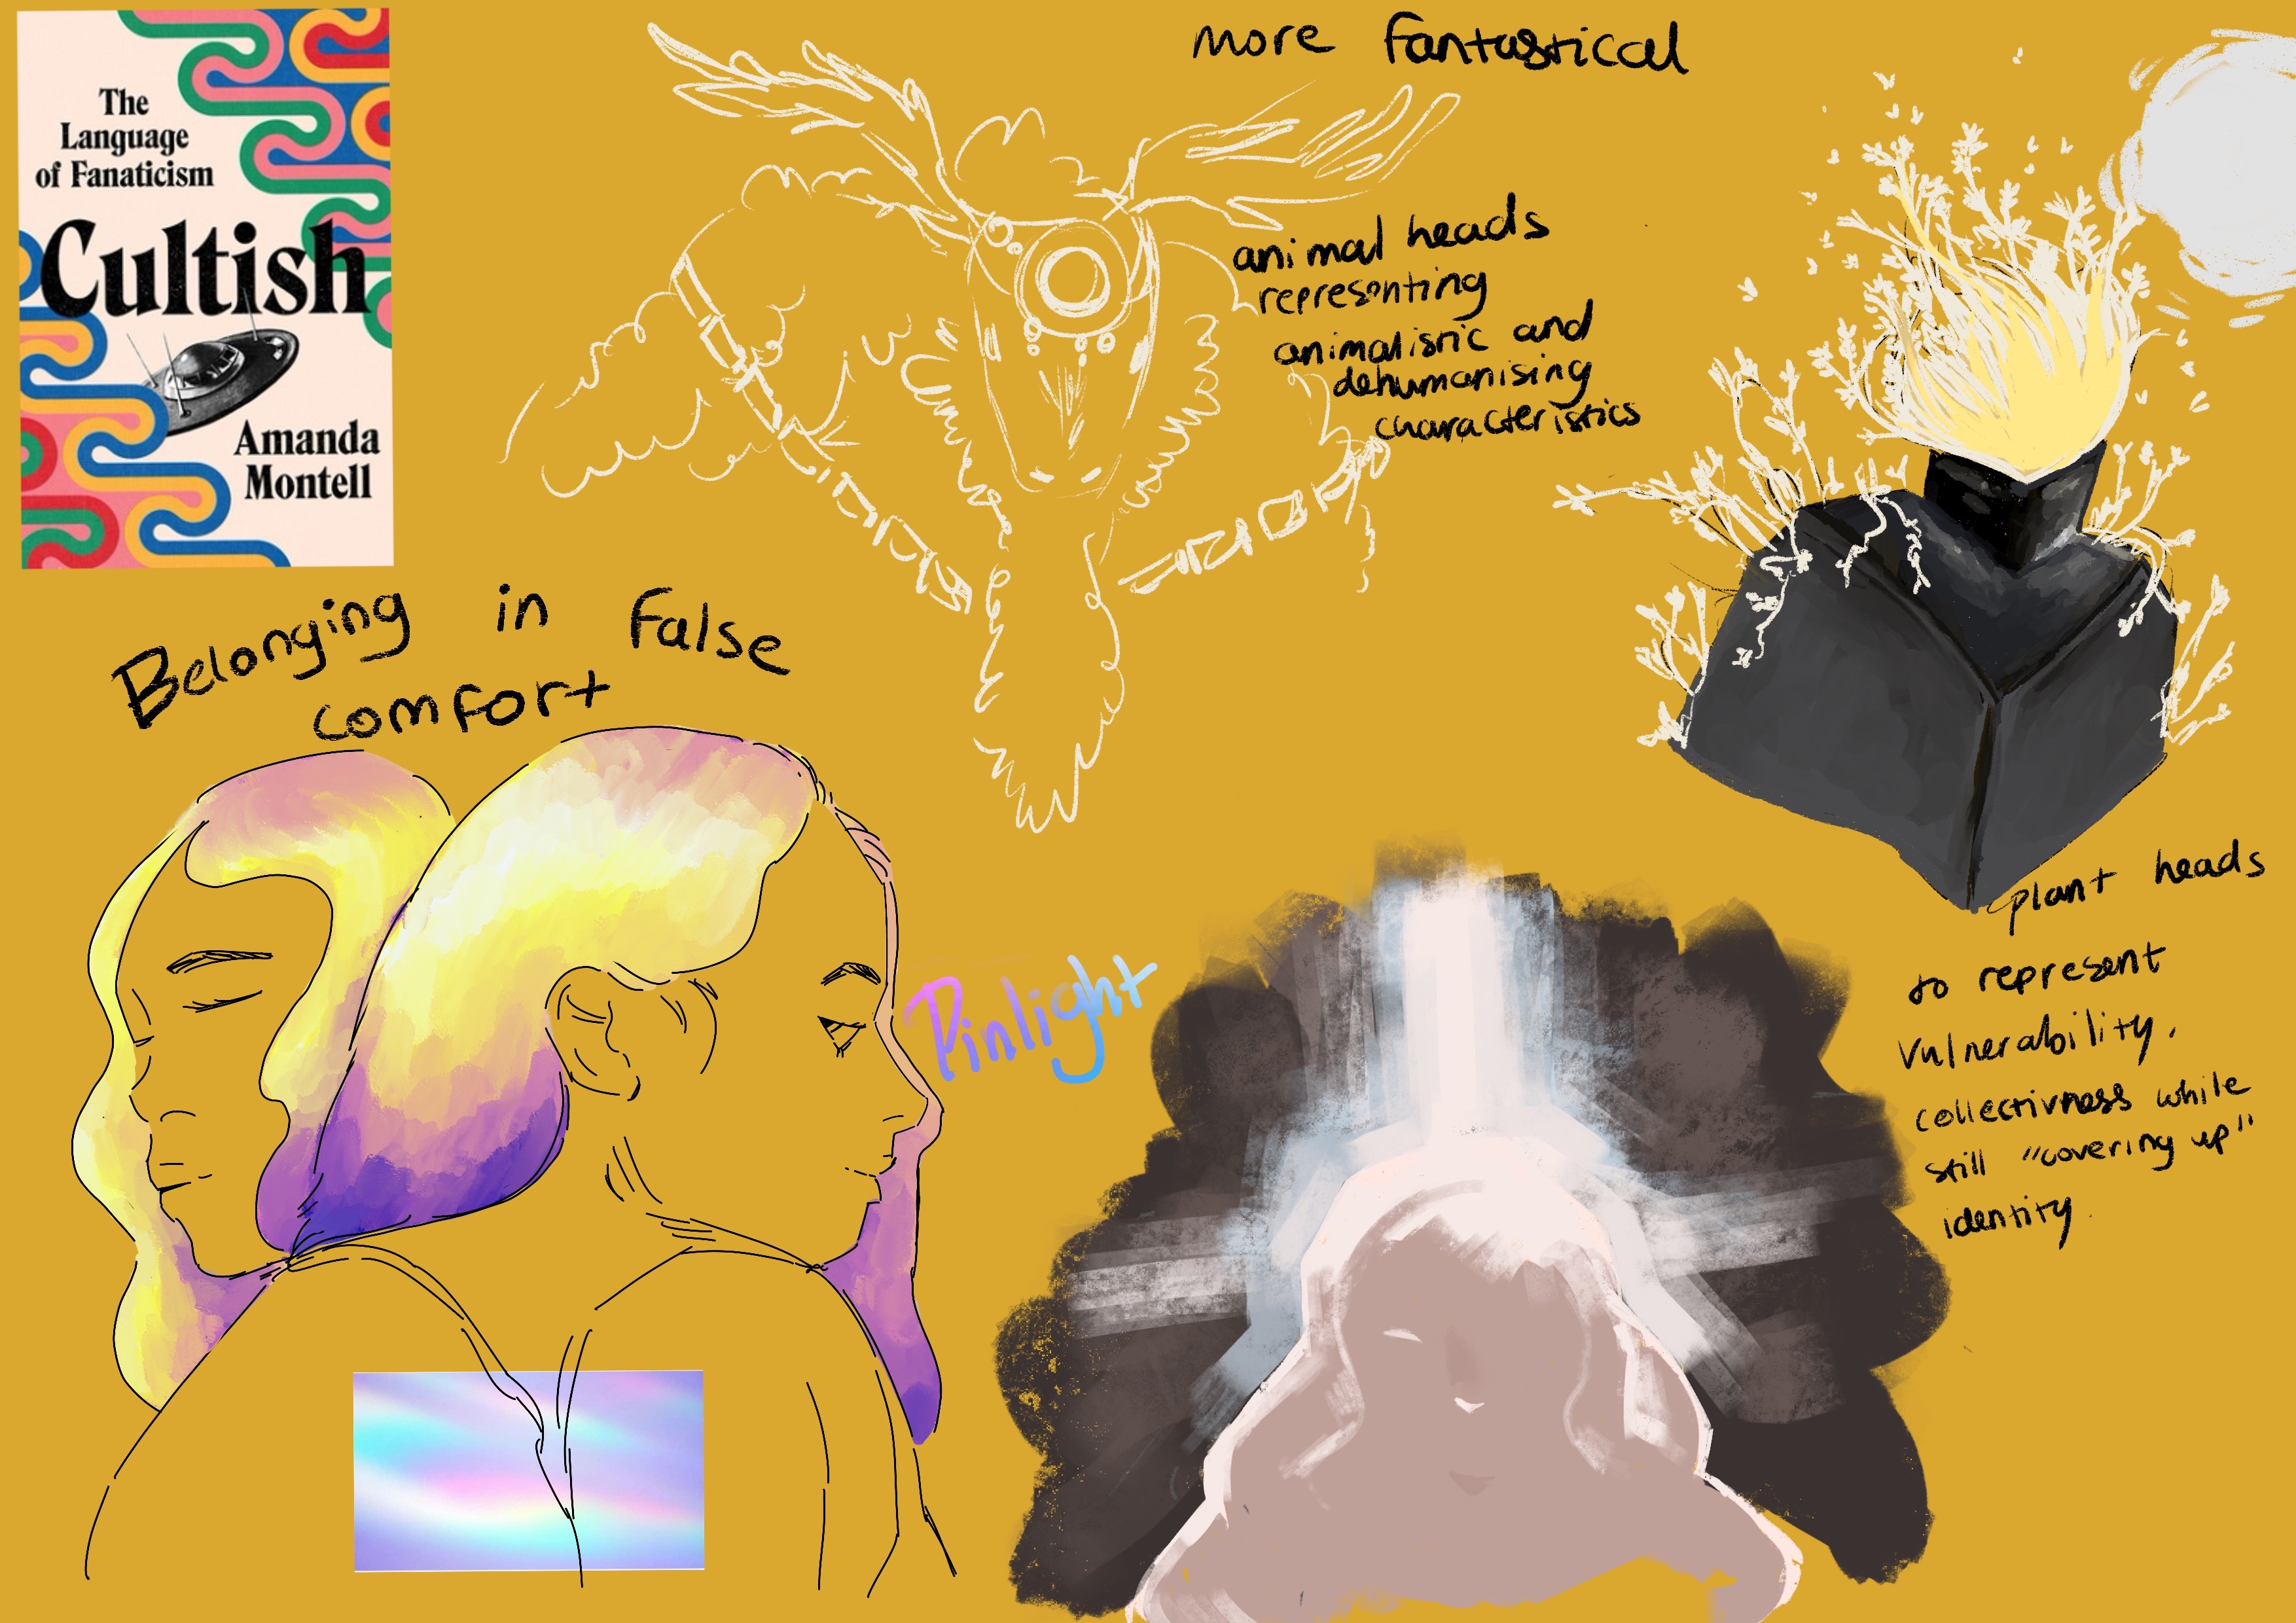 The
Language
of Fanaticism
Cultish
Amanda
Montell
more fantastical
animal heads
representing
animalistic and
dehumanising
characteristics
Belonging in false
comfort
Pinlight
plant heads
to represent
vulnerability,
collectivness while
still "covering up"
identity.